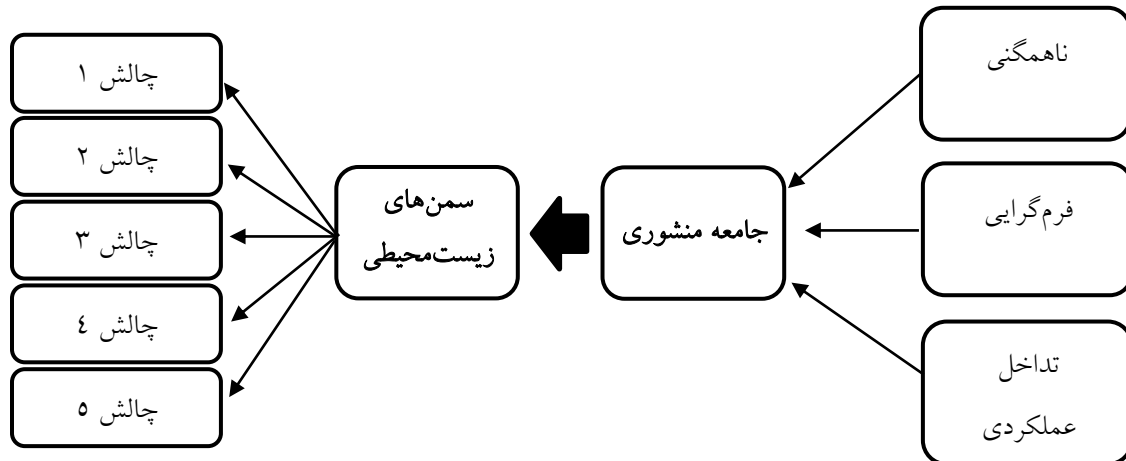 ناهمگنی
فرم‌گرایی
تداخل
عملکردی
جامعه منشوری
سمن‌های
زیست‌محیطی
چالش ۱
چالش ۲
چالش ۳
چالش ٤
چالش ٥